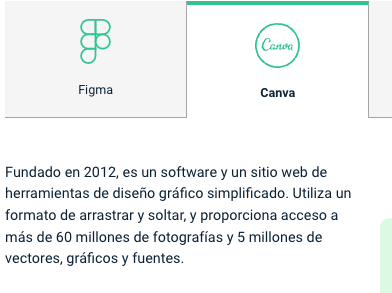 Figma
Canva
Canva
Fundado en 2012, es un software y un sitio web de
herramientas de diseño gráfico simplificado. Utiliza un
formato de arrastrar y soltar, y proporciona acceso a
más de 60 millones de fotografías y 5 millones de
vectores, gráficos y fuentes.